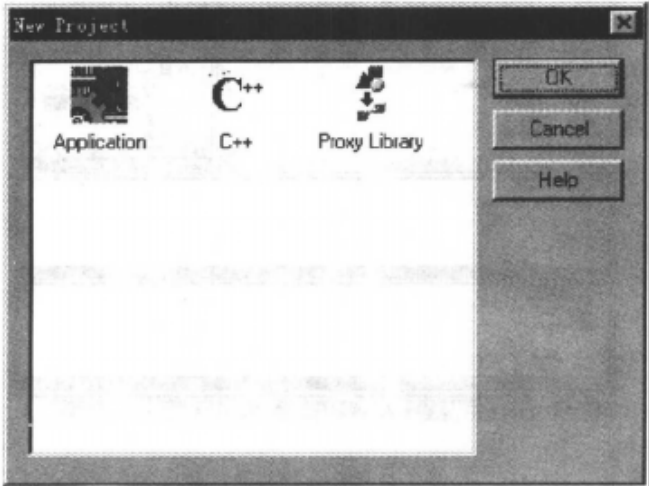 New Project
C++
Application
C++
Proxy Library
OK
Cancel
Help